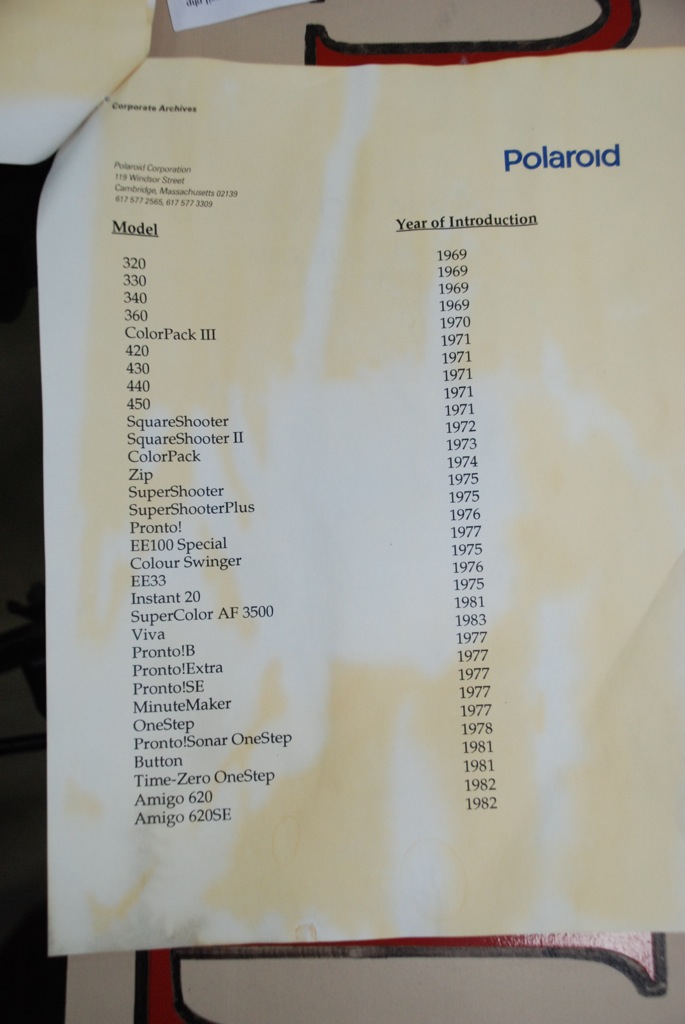 Corporate Archives
Polaroid
Polaroid Corporation
119 Windsor Street
Cambridge, Massachusetts 02139
617 577 2565, 617 577 3309
Model Year of Introduction
320 1969
330 1969
340 1969
360 1969
ColorPack III 1970
420 1971
430 1971
440 1971
450 1971
SquareShooter 1971
SquareShooter II 1972
ColorPack 1973
Zip 1974
SuperShooter 1975
SuperShooterPlus 1975
Pronto! 1976
EE100 Special 1977
Colour Swinger 1975
EE33 1976
Instant 20 1975
SuperColor AF 3500 1981
Viva 1983
Pronto!B 1977
Pronto!Extra 1977
Pronto!SE 1977
MinuteMaker 1977
OneStep 1977
Pronto!Sonar OneStep 1978
Button 1981
Time-Zero OneStep 1981
Amigo 620 1982
Amigo 620SE 1982